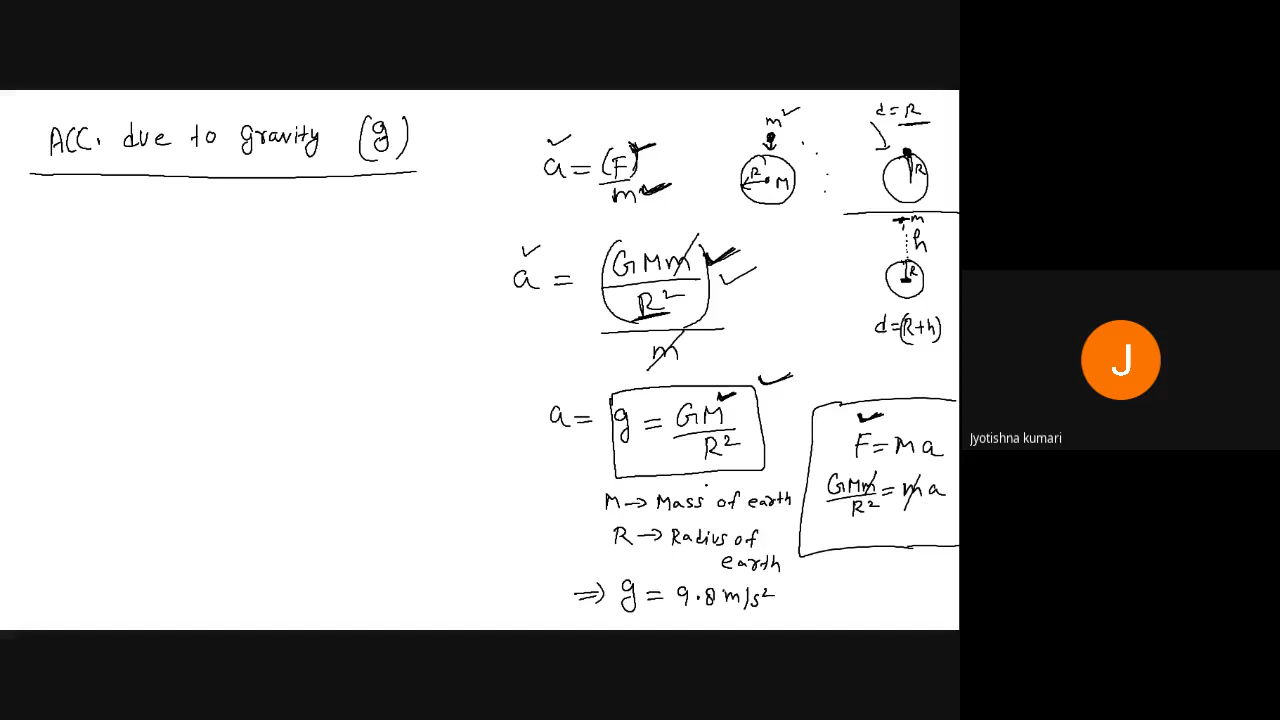 Acc. due to gravity (g)
a = (F)
m
m
R
M
d = R
R
m
h
R
d = (R+h)
a = (GMm
R²)
m
a = g = GM
R²
M → Mass of earth
R → Radius of
earth
⇒ g = 9.8 m/s²
F = Ma
GMm = ma
R²
J
Jyotishna kumari